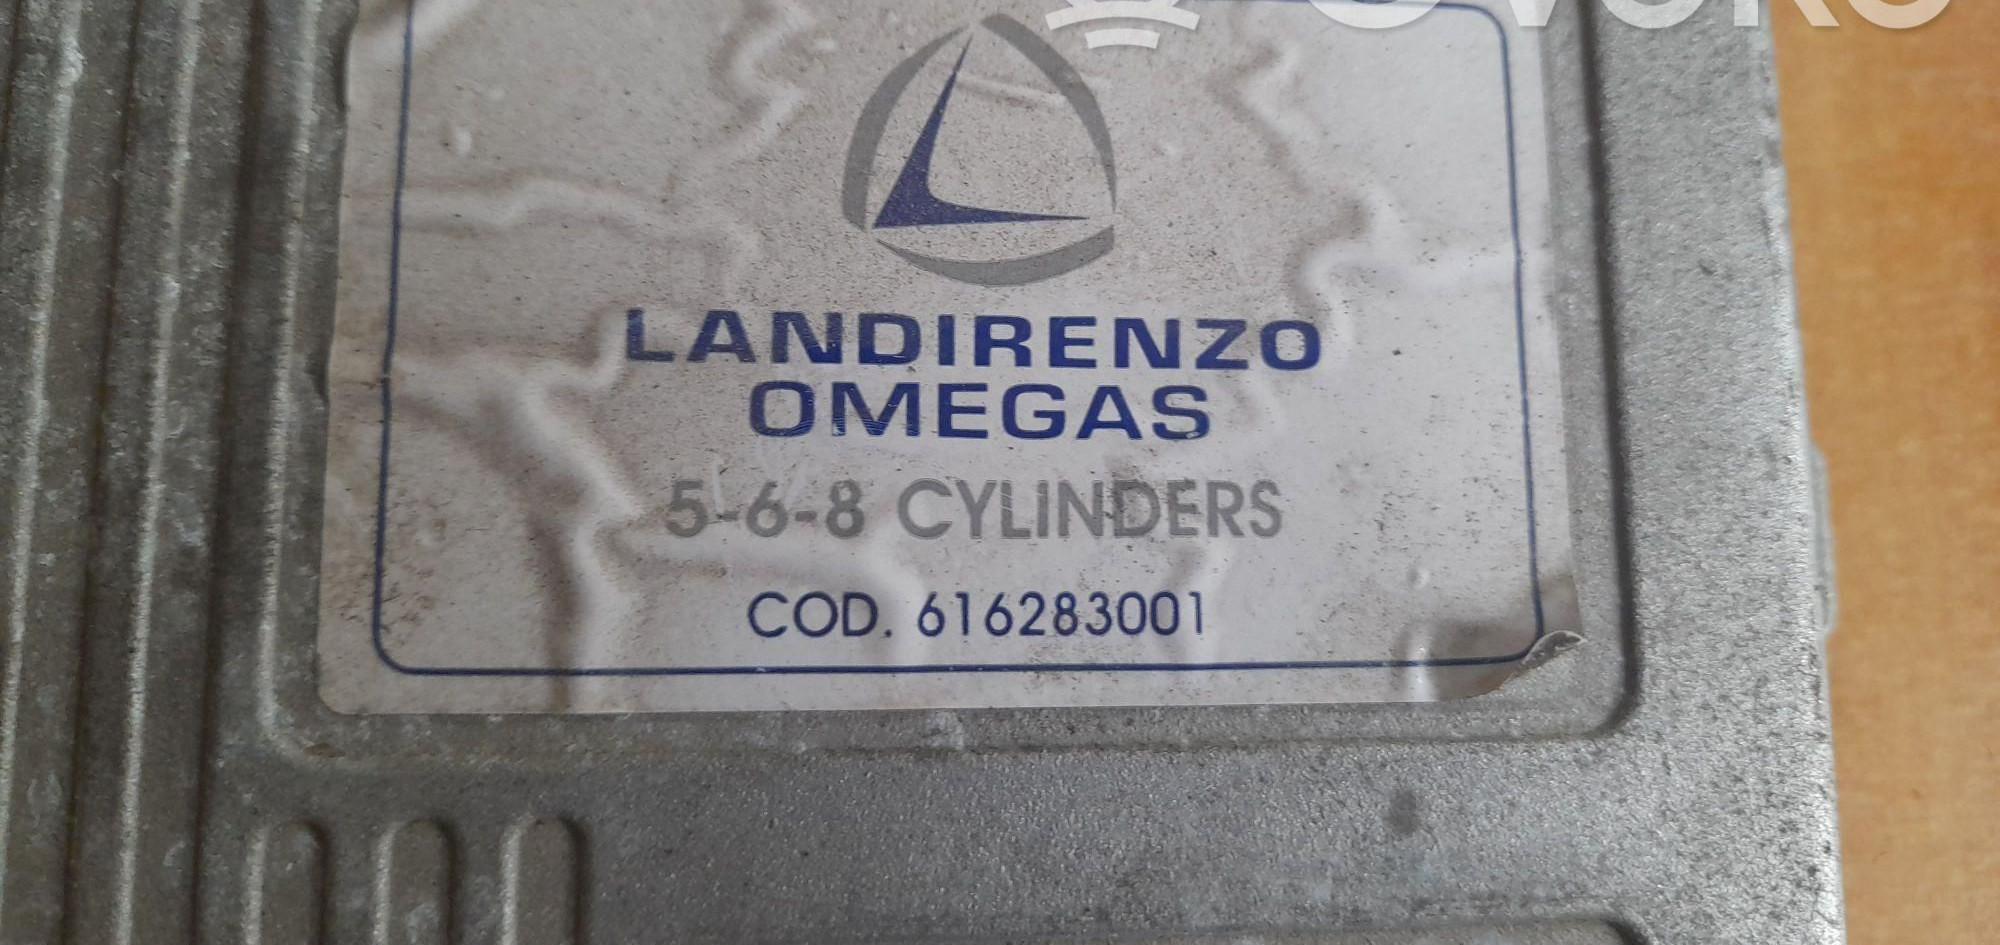 LANDIRENZO
OMEGAS
5-6-8 CYLINDERS
COD. 616283001